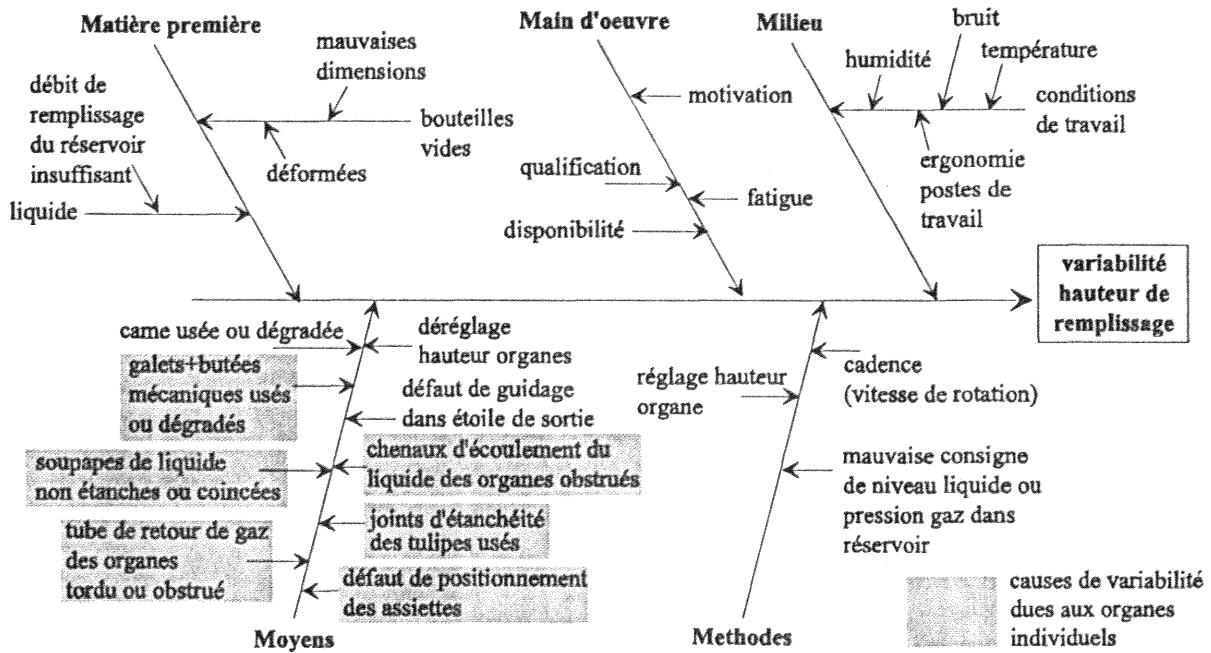 Matière première
Main d'oeuvre
Milieu
bruit
mauvaises
dimensions
humidité
température
débit de
remplissage
du réservoir
insuffisant
motivation
conditions
de travail
bouteilles
vides
déformées
qualification
ergonomie
postes de
travail
liquide
fatigue
disponibilité
variabilité
hauteur de
remplissage
came usée ou dégradée
déréglage
hauteur organes
galets+butées
mécaniques usés
ou dégradés
défaut de guidage
dans étoile de sortie
réglage hauteur
organe
cadence
(vitesse de rotation)
soupapes de liquide
non étanches ou coincées
chenaux d'écoulement du
liquide des organes obstrués
mauvaise consigne
de niveau liquide ou
pression gaz dans
réservoir
tube de retour de gaz
des organes
tordu ou obstrué
joints d'étanchéité
des tulipes usés
défaut de positionnement
des assiettes
causes de variabilité
dues aux organes
individuels
Moyens
Methodes